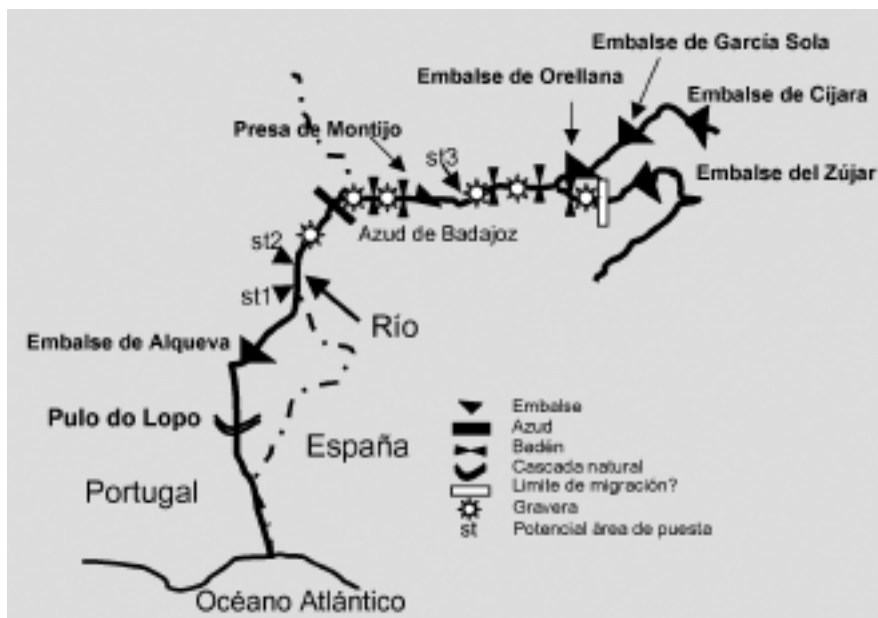 Embalse de García Sola
Embalse de Orellana
Embalse de Cíjara
Presa de Montijo
st3
Embalse del Zújar
Azud de Badajoz
st2
st1
Río
Embalse de Alqueva
Pulo do Lopo
España
Portugal
Océano Atlántico
Embalse
Azud
Badén
Cascada natural
Limite de migración?
Gravera
st Potencial área de puesta